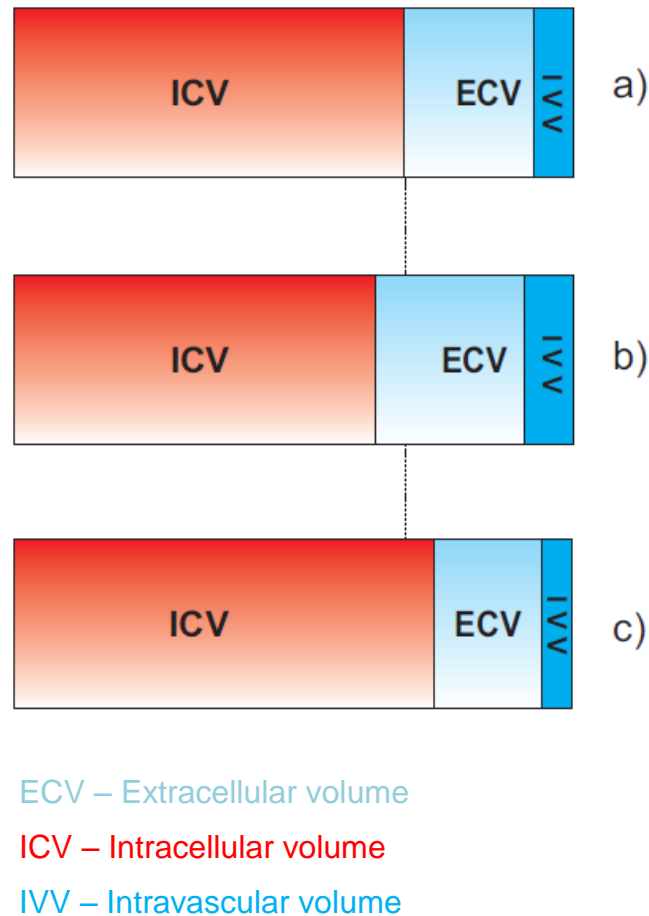 ICV ECV IVV a)
ICV ECV IVV b)
ICV ECV IVV c)
ECV – Extracellular volume
ICV – Intracellular volume
IVV – Intravascular volume